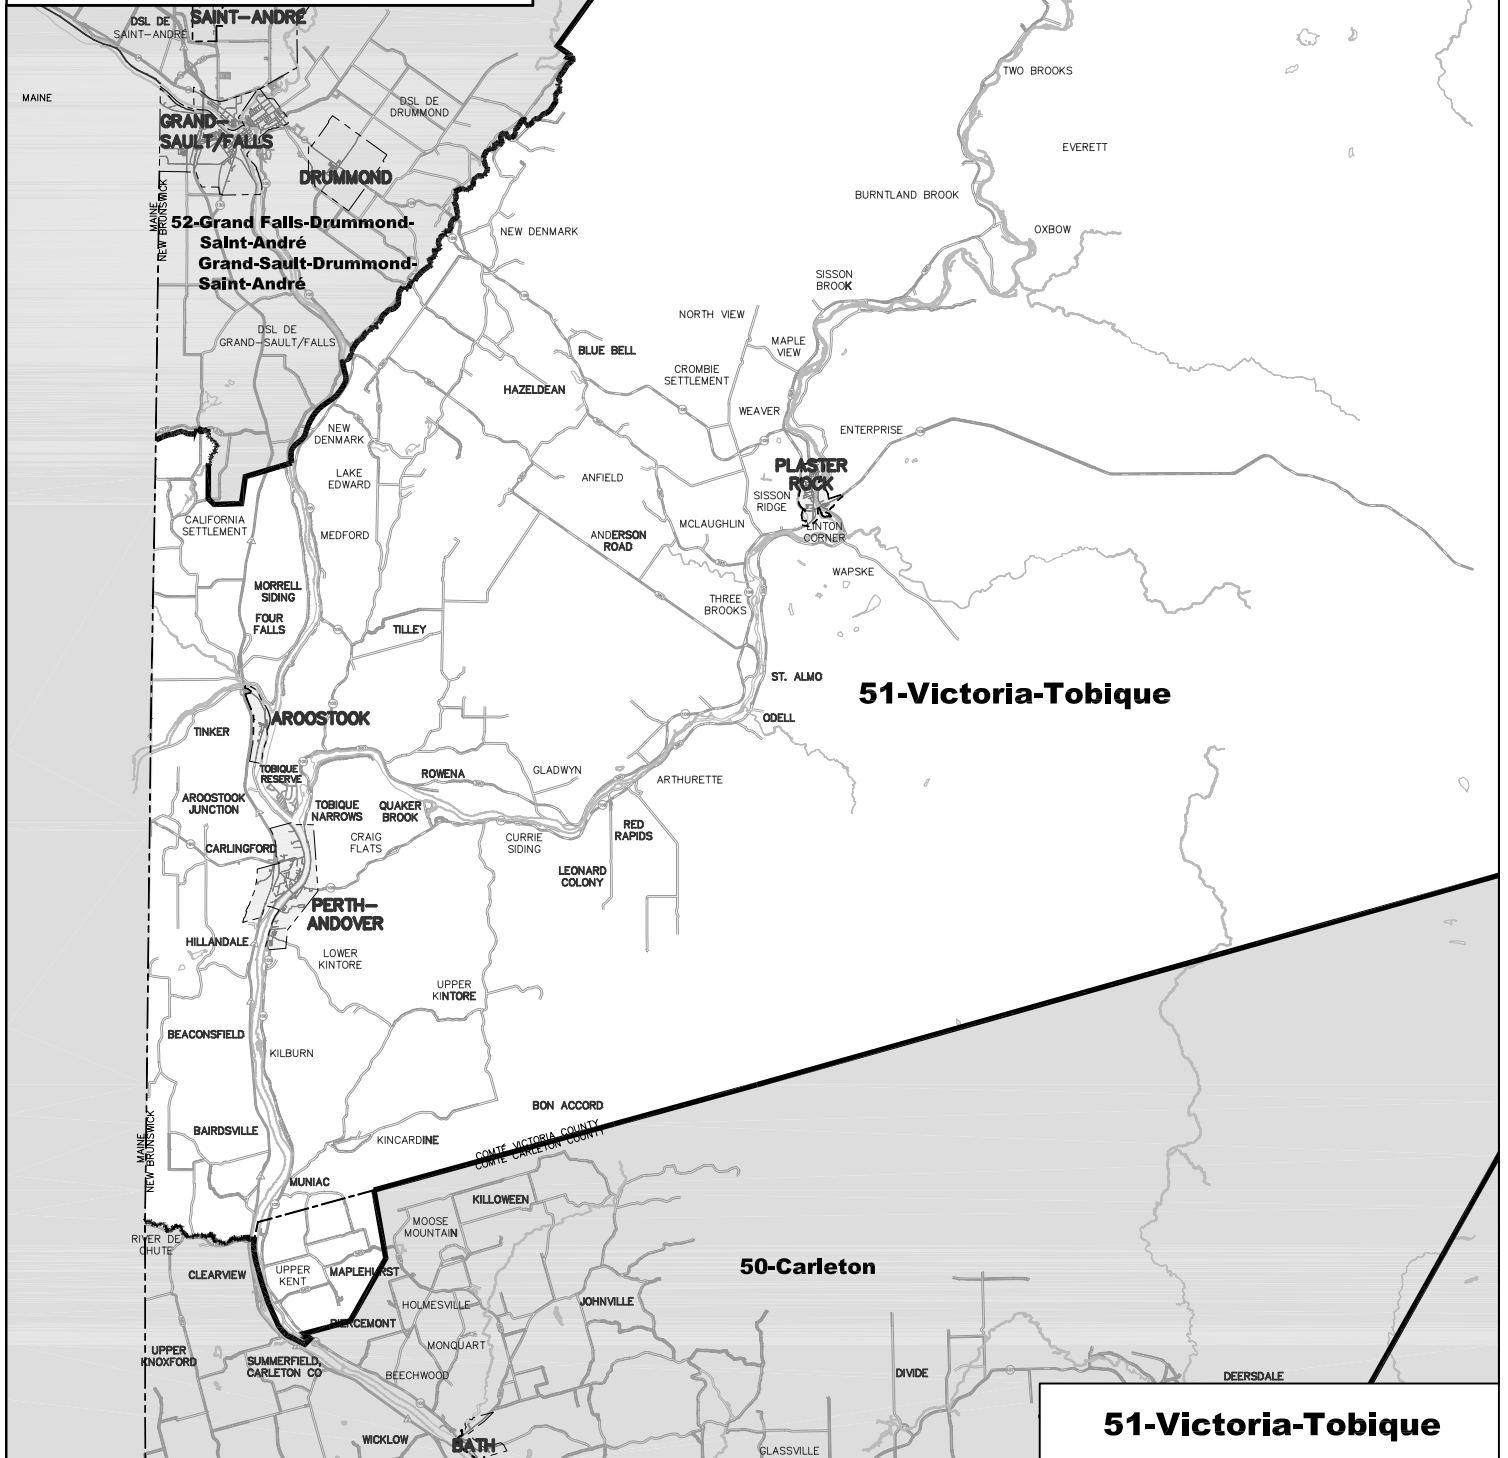 SAINT-ANDRÉ
DSL DE
SAINT-ANDRÉ
MAINE
TWO BROOKS
DSL DE
DRUMMOND
GRAND-
SAULT/FALLS
EVERETT
DRUMMOND
BURNTLAND BROOK
MAINE
NEW BRUNSWICK
52-Grand Falls-Drummond-
Saint-André
Grand-Sault-Drummond-
Saint-André
NEW DENMARK
OXBOW
SISSON
BROOK
NORTH VIEW
DSL DE
GRAND-SAULT/FALLS
MAPLE
VIEW
BLUE BELL
CROMBIE
SETTLEMENT
HAZELDEAN
WEAVER
NEW
DENMARK
ENTERPRISE
PLASTER
ROCK
LAKE
EDWARD
ANFIELD
SISSON
RIDGE
CALIFORNIA
SETTLEMENT
MCLAUGHLIN
LINTON
CORNER
MEDFORD
ANDERSON
ROAD
WAPSKE
MORRELL
SIDING
THREE
BROOKS
FOUR
FALLS
TILLEY
ST. ALMO
51-Victoria-Tobique
AROOSTOOK
ODELL
TINKER
TOBIQUE
RESERVE
ROWENA
GLADWYN
ARTHURETTE
AROOSTOOK
JUNCTION
TOBIQUE
NARROWS
QUAKER
BROOK
RED
RAPIDS
CARLINGFORD
CRAIG
FLATS
CURRIE
SIDING
LEONARD
COLONY
PERTH-
ANDOVER
HILLANDALE
LOWER
KINTORE
UPPER
KINTORE
BEACONSFIELD
KILBURN
BON ACCORD
MAINE
NEW BRUNSWICK
BAIRDSVILLE
KINCARDINE
COMTÉ VICTORIA COUNTY
COMTÉ CARLETON COUNTY
MUNIAC
KILLOWEEN
MOOSE
MOUNTAIN
RIVER DE
CHUTE
50-Carleton
CLEARVIEW
UPPER
KENT
MAPLEHURST
HOLMESVILLE
JOHNVILLE
PIERCEMONT
MONQUART
UPPER
KNOXFORD
SUMMERFIELD,
CARLETON CO
BEECHWOOD
DIVIDE
DEERSDALE
51-Victoria-Tobique
WICKLOW
BATH
GLASSVILLE